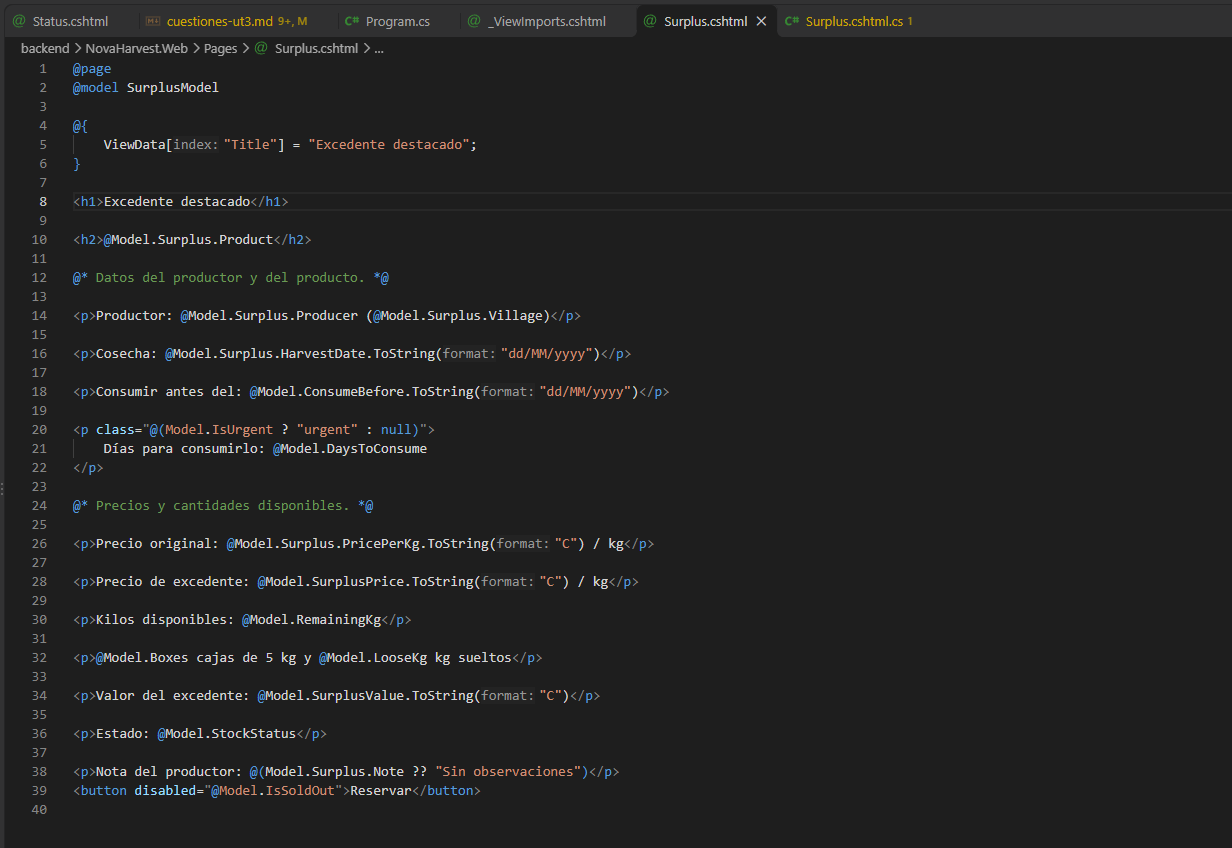 Status.cshtml cuestiones-ut3.md 9+, M C# Program.cs _ViewImports.cshtml Surplus.cshtml C# Surplus.cshtml.cs 1
backend > NovaHarvest.Web > Pages > Surplus.cshtml > ...
1 @page
2 @model SurplusModel
3
4 @{
5 ViewData[index: "Title"] = "Excedente destacado";
6 }
7
8 <h1>Excedente destacado</h1>
9
10 <h2>@Model.Surplus.Product</h2>
11
12 @* Datos del productor y del producto. *@
13
14 <p>Productor: @Model.Surplus.Producer (@Model.Surplus.Village)</p>
15
16 <p>Cosecha: @Model.Surplus.HarvestDate.ToString(format: "dd/MM/yyyy")</p>
17
18 <p>Consumir antes del: @Model.ConsumeBefore.ToString(format: "dd/MM/yyyy")</p>
19
20 <p class="@(Model.IsUrgent ? "urgent" : null)">
21 Días para consumirlo: @Model.DaysToConsume
22 </p>
23
24 @* Precios y cantidades disponibles. *@
25
26 <p>Precio original: @Model.Surplus.PricePerKg.ToString(format: "C") / kg</p>
27
28 <p>Precio de excedente: @Model.SurplusPrice.ToString(format: "C") / kg</p>
29
30 <p>Kilos disponibles: @Model.RemainingKg</p>
31
32 <p>@Model.Boxes cajas de 5 kg y @Model.LooseKg kg sueltos</p>
33
34 <p>Valor del excedente: @Model.SurplusValue.ToString(format: "C")</p>
35
36 <p>Estado: @Model.StockStatus</p>
37
38 <p>Nota del productor: @(Model.Surplus.Note ?? "Sin observaciones")</p>
39 <button disabled="@Model.IsSoldOut">Reservar</button>
40